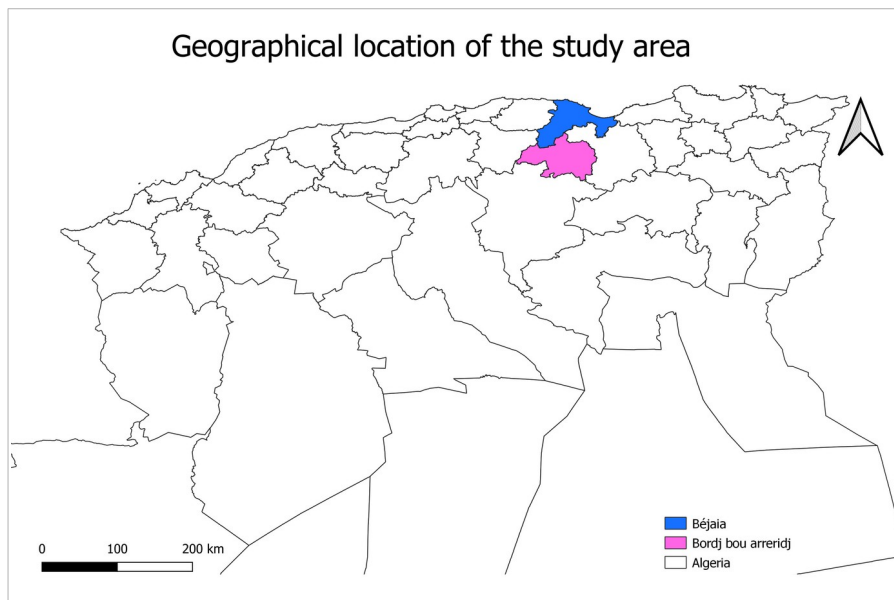 Geographical location of the study area
0 100 200 km
Béjaia
Bordj bou arreridj
Algeria